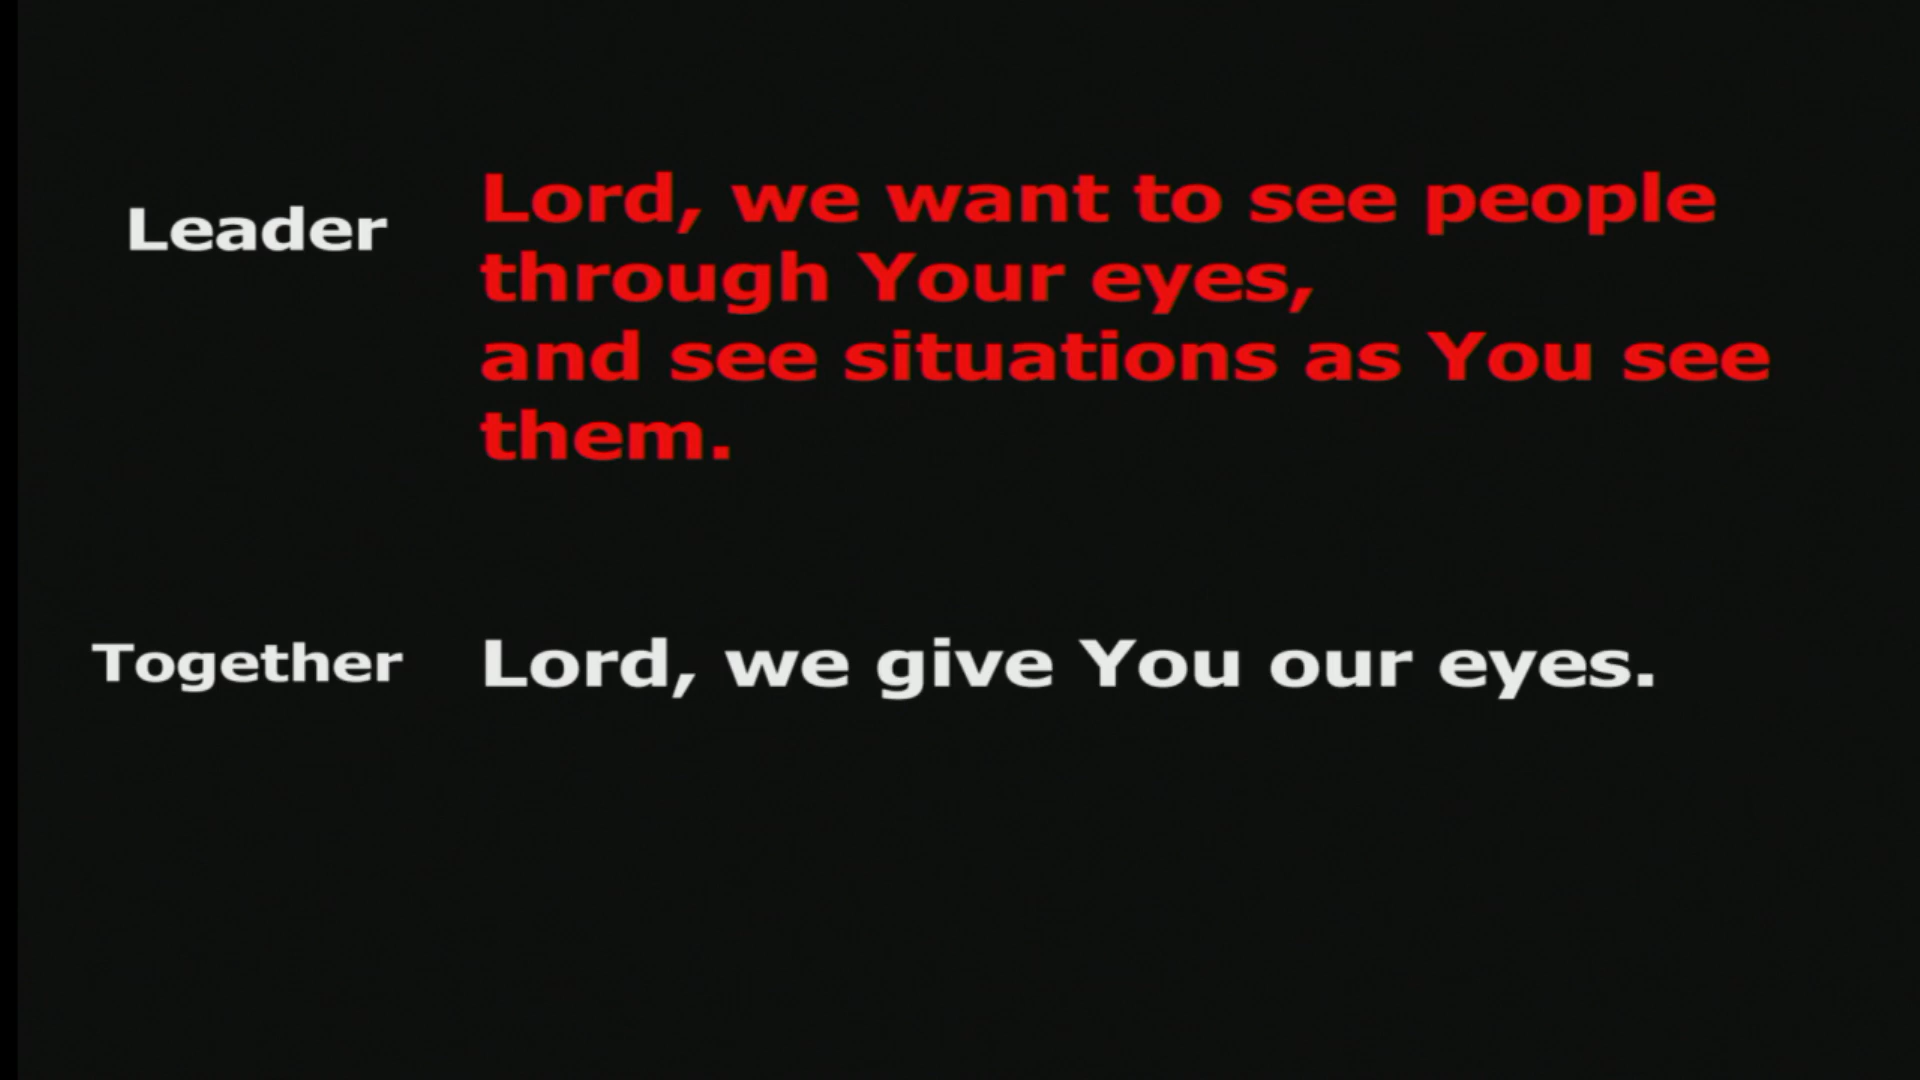 Leader
Lord, we want to see people
through Your eyes,
and see situations as You see
them.
Together
Lord, we give You our eyes.